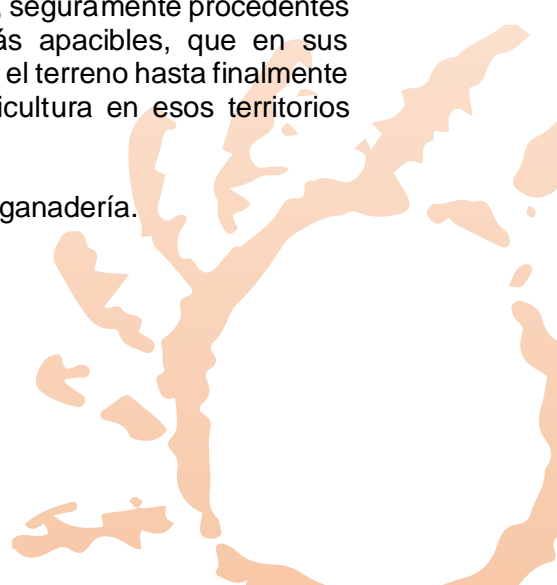 , seguramente procedentes
ás apacibles, que en sus
el terreno hasta finalmente
icultura en esos territorios
ganadería.